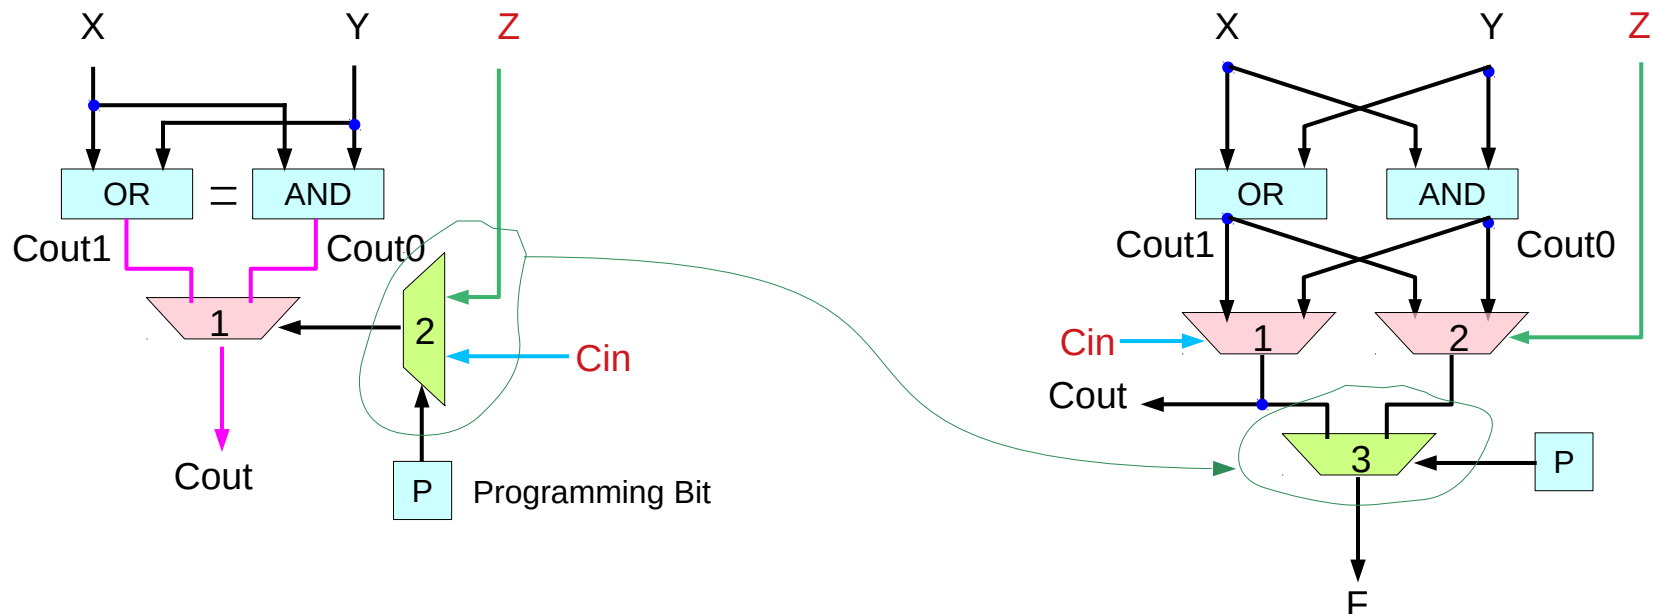 X Y Z X Y Z
OR = AND OR AND
Cout1 Cout0 Cout1 Cout0
1 2 Cin Cin 1 2
Cout
Cout P Programming Bit 3 P
F